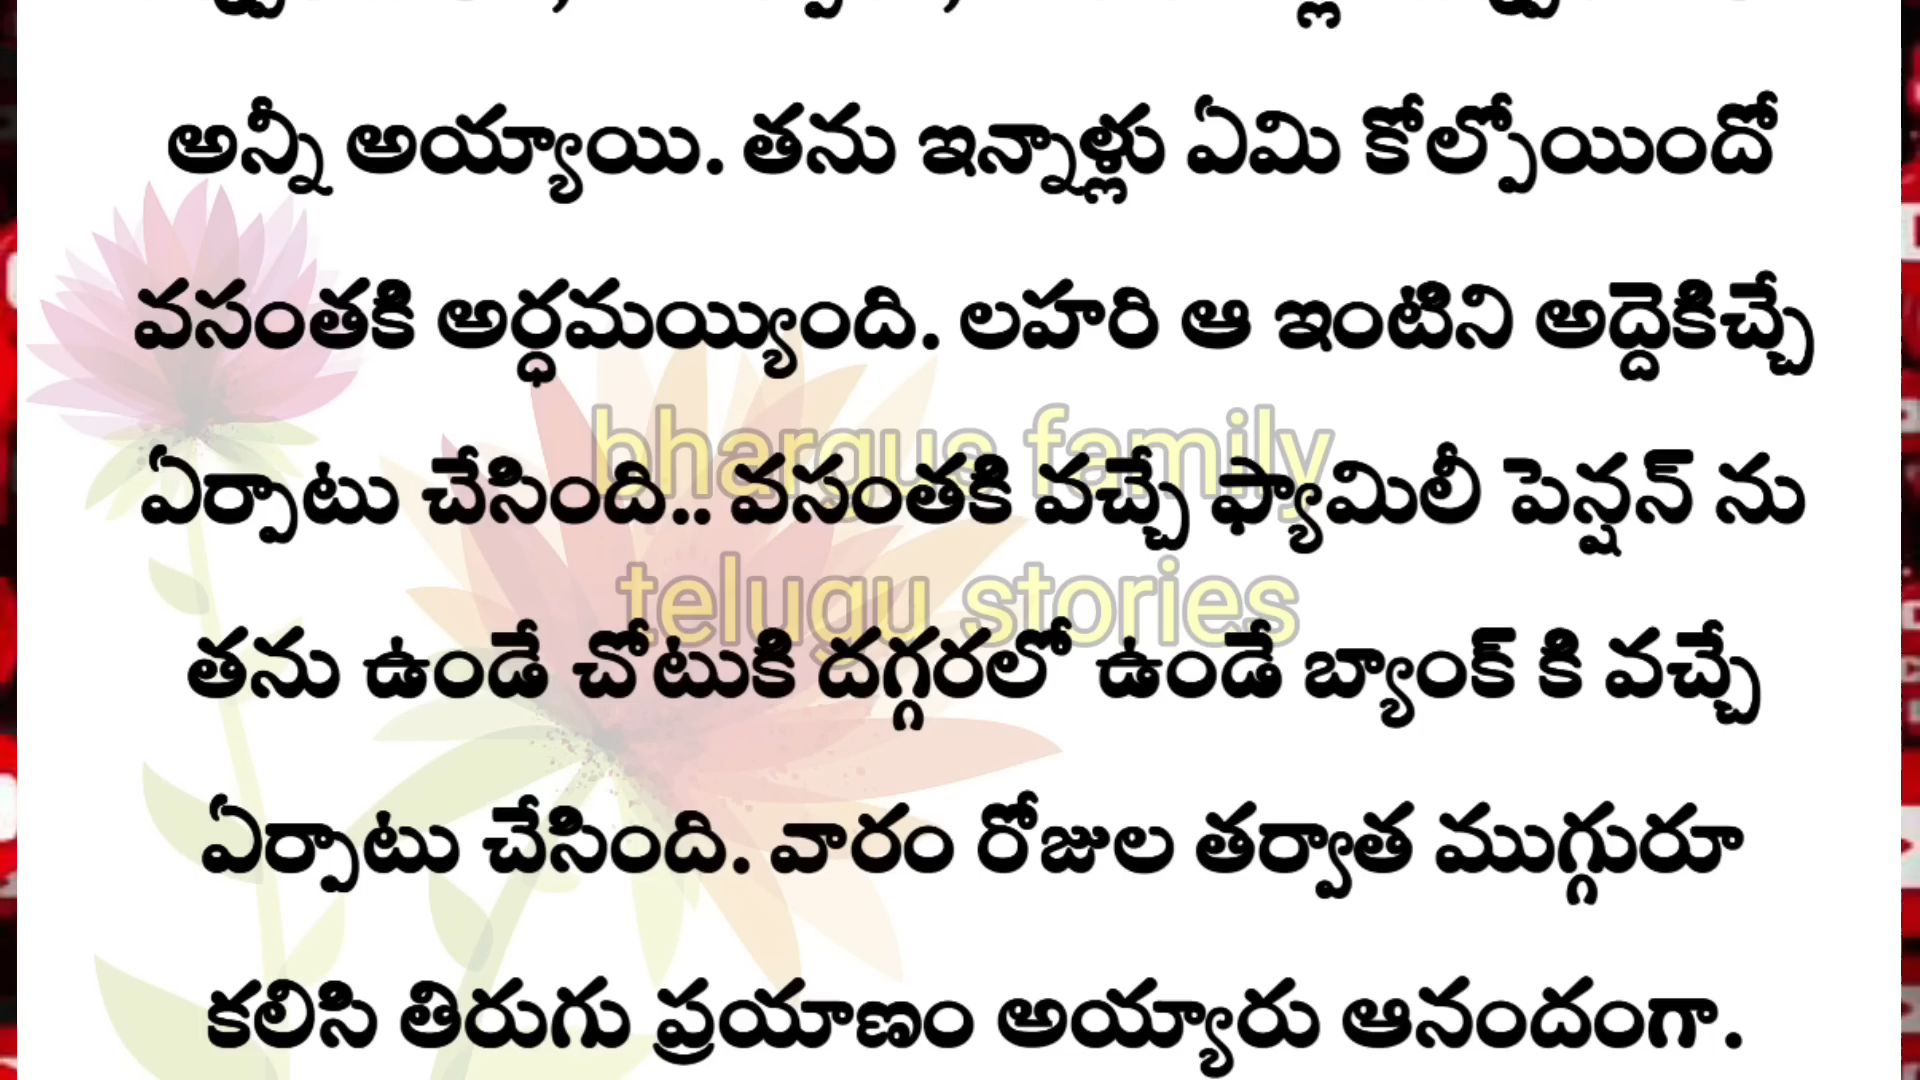 అన్నీ అయ్యాయి. తను ఇన్నాళ్లు ఏమి కోల్పోయిందో
వసంతకి అర్ధమయ్యింది. లహరి ఆ ఇంటిని అద్దెకిచ్చే
bhargus family
ఏర్పాటు చేసింది.. వసంతకి వచ్చే ఫ్యామిలీ పెన్షన్ ను
telugu stories
తను ఉండే చోటుకి దగ్గరలో ఉండే బ్యాంక్ కి వచ్చే
ఏర్పాటు చేసింది. వారం రోజుల తర్వాత ముగ్గురూ
కలిసి తిరుగు ప్రయాణం అయ్యారు ఆనందంగా.